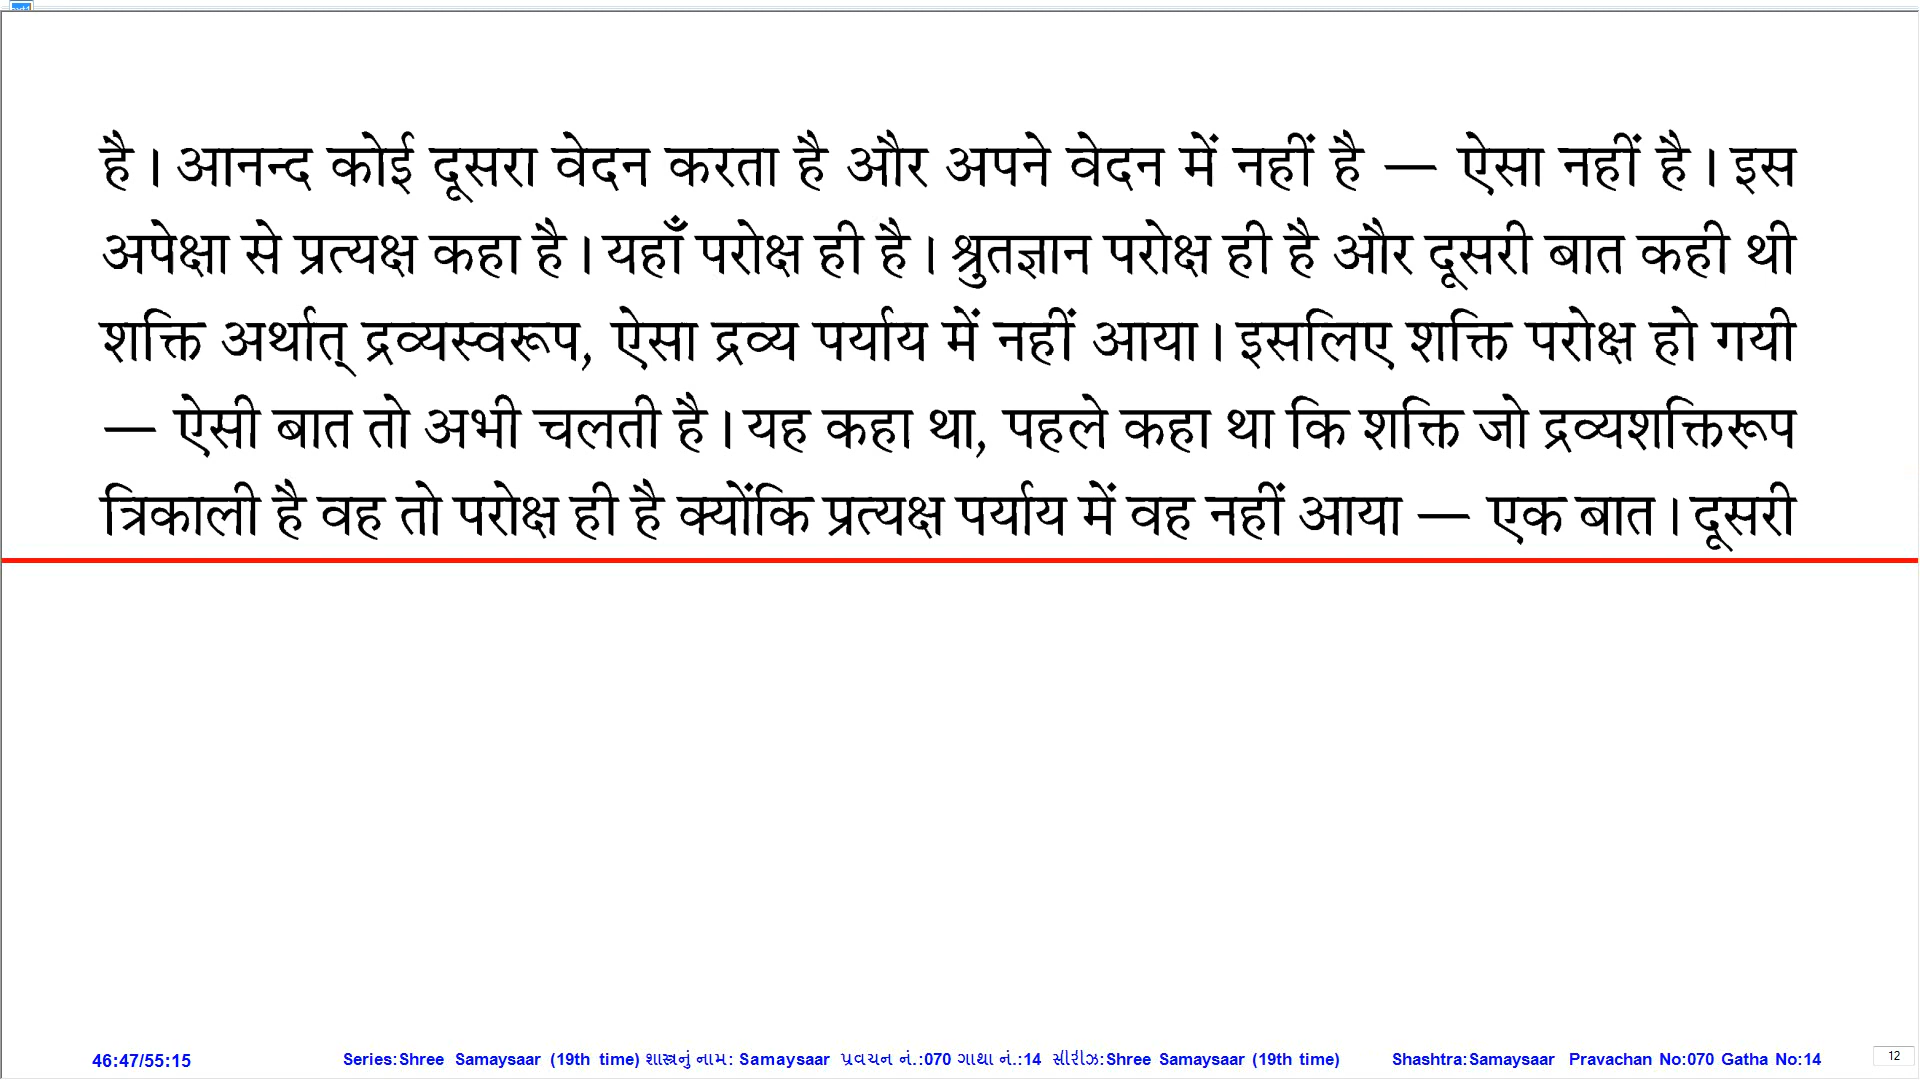 है। आनन्द कोई दूसरा वेदन करता है और अपने वेदन में नहीं है — ऐसा नहीं है। इस
अपेक्षा से प्रत्यक्ष कहा है। यहाँ परोक्ष ही है। श्रुतज्ञान परोक्ष ही है और दूसरी बात कही थी
शक्ति अर्थात् द्रव्यस्वरूप, ऐसा द्रव्य पर्याय में नहीं आया। इसलिए शक्ति परोक्ष हो गयी
— ऐसी बात तो अभी चलती है। यह कहा था, पहले कहा था कि शक्ति जो द्रव्यशक्तिरूप
त्रिकाली है वह तो परोक्ष ही है क्योंकि प्रत्यक्ष पर्याय में वह नहीं आया — एक बात। दूसरी
46:47/55:15 Series:Shree Samaysaar (19th time) શાસ્ત્રનું નામ: Samaysaar પ્રવચન નં.:070 ગાથા નં.:14 સીરીઝ:Shree Samaysaar (19th time) Shashtra:Samaysaar Pravachan No:070 Gatha No:14 12